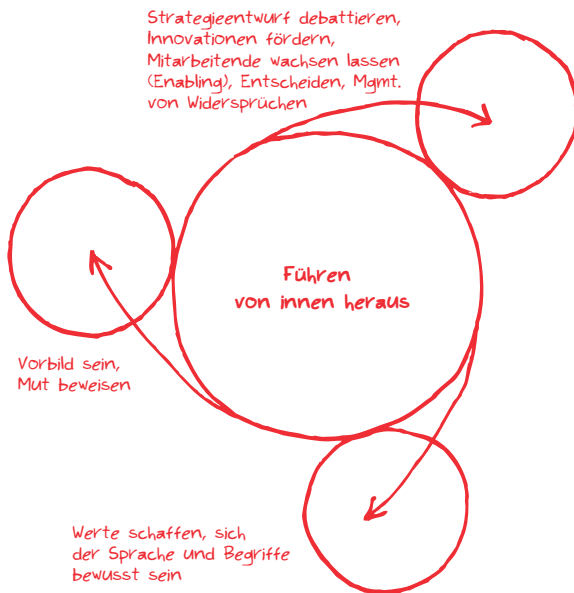 Strategieentwurf debattieren,
Innovationen fördern,
Mitarbeitende wachsen lassen
(Enabling), Entscheiden, Mgmt.
von Widersprüchen
Führen
von innen heraus
Vorbild sein,
Mut beweisen
Werte schaffen, sich
der Sprache und Begriffe
bewusst sein